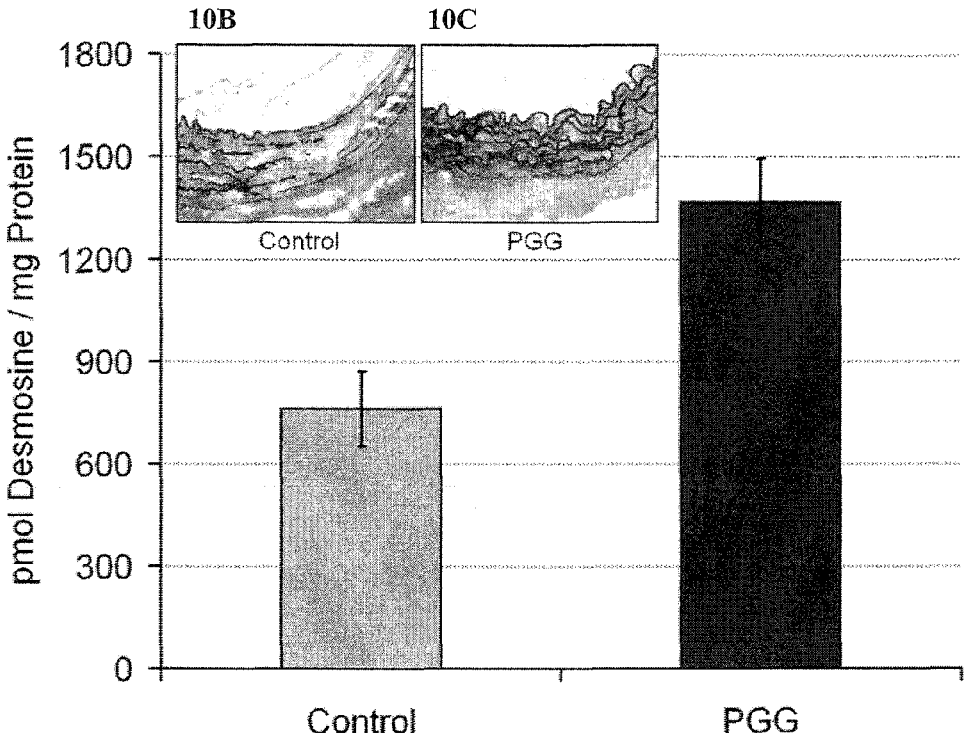 10B 10C
1800
1500
1200
900
600
300
0
pmol Desmosine / mg Protein
Control PGG
Control PGG